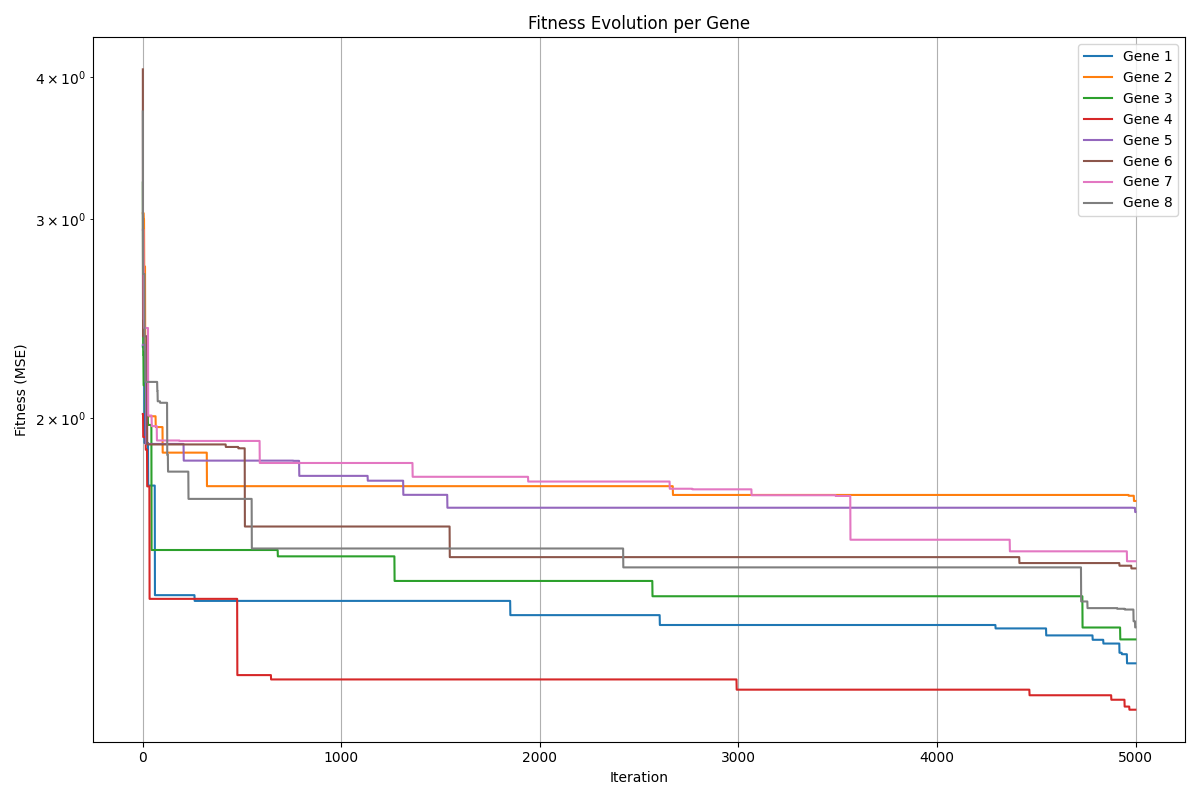 Fitness Evolution per Gene
Fitness (MSE)
4 × 10⁰
3 × 10⁰
2 × 10⁰
Gene 1
Gene 2
Gene 3
Gene 4
Gene 5
Gene 6
Gene 7
Gene 8
0 1000 2000 3000 4000 5000
Iteration